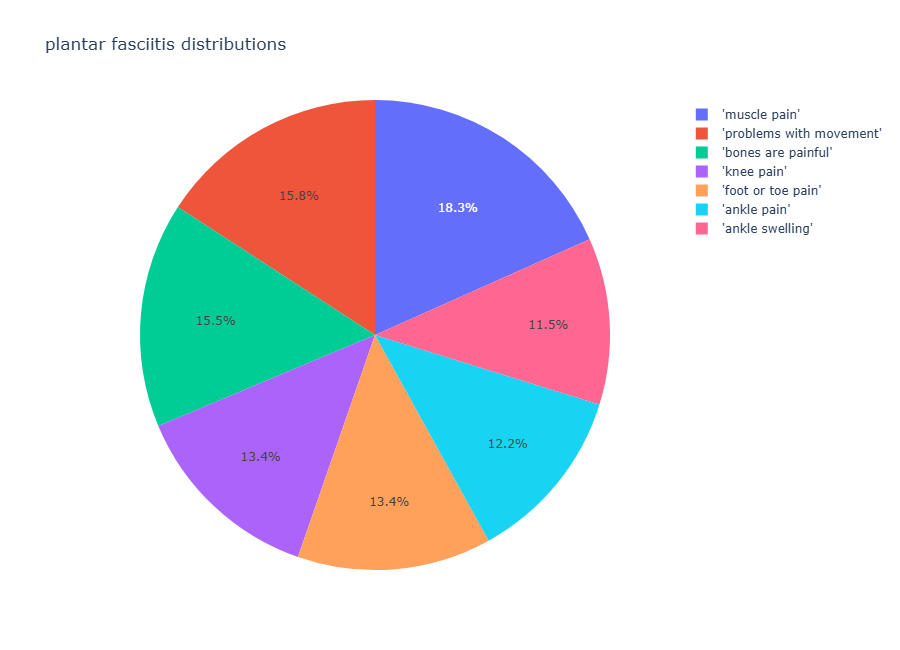 plantar fasciitis distributions
'muscle pain'
'problems with movement'
'bones are painful'
'knee pain'
'foot or toe pain'
'ankle pain'
'ankle swelling'
15.8%
18.3%
15.5%
11.5%
13.4%
12.2%
13.4%